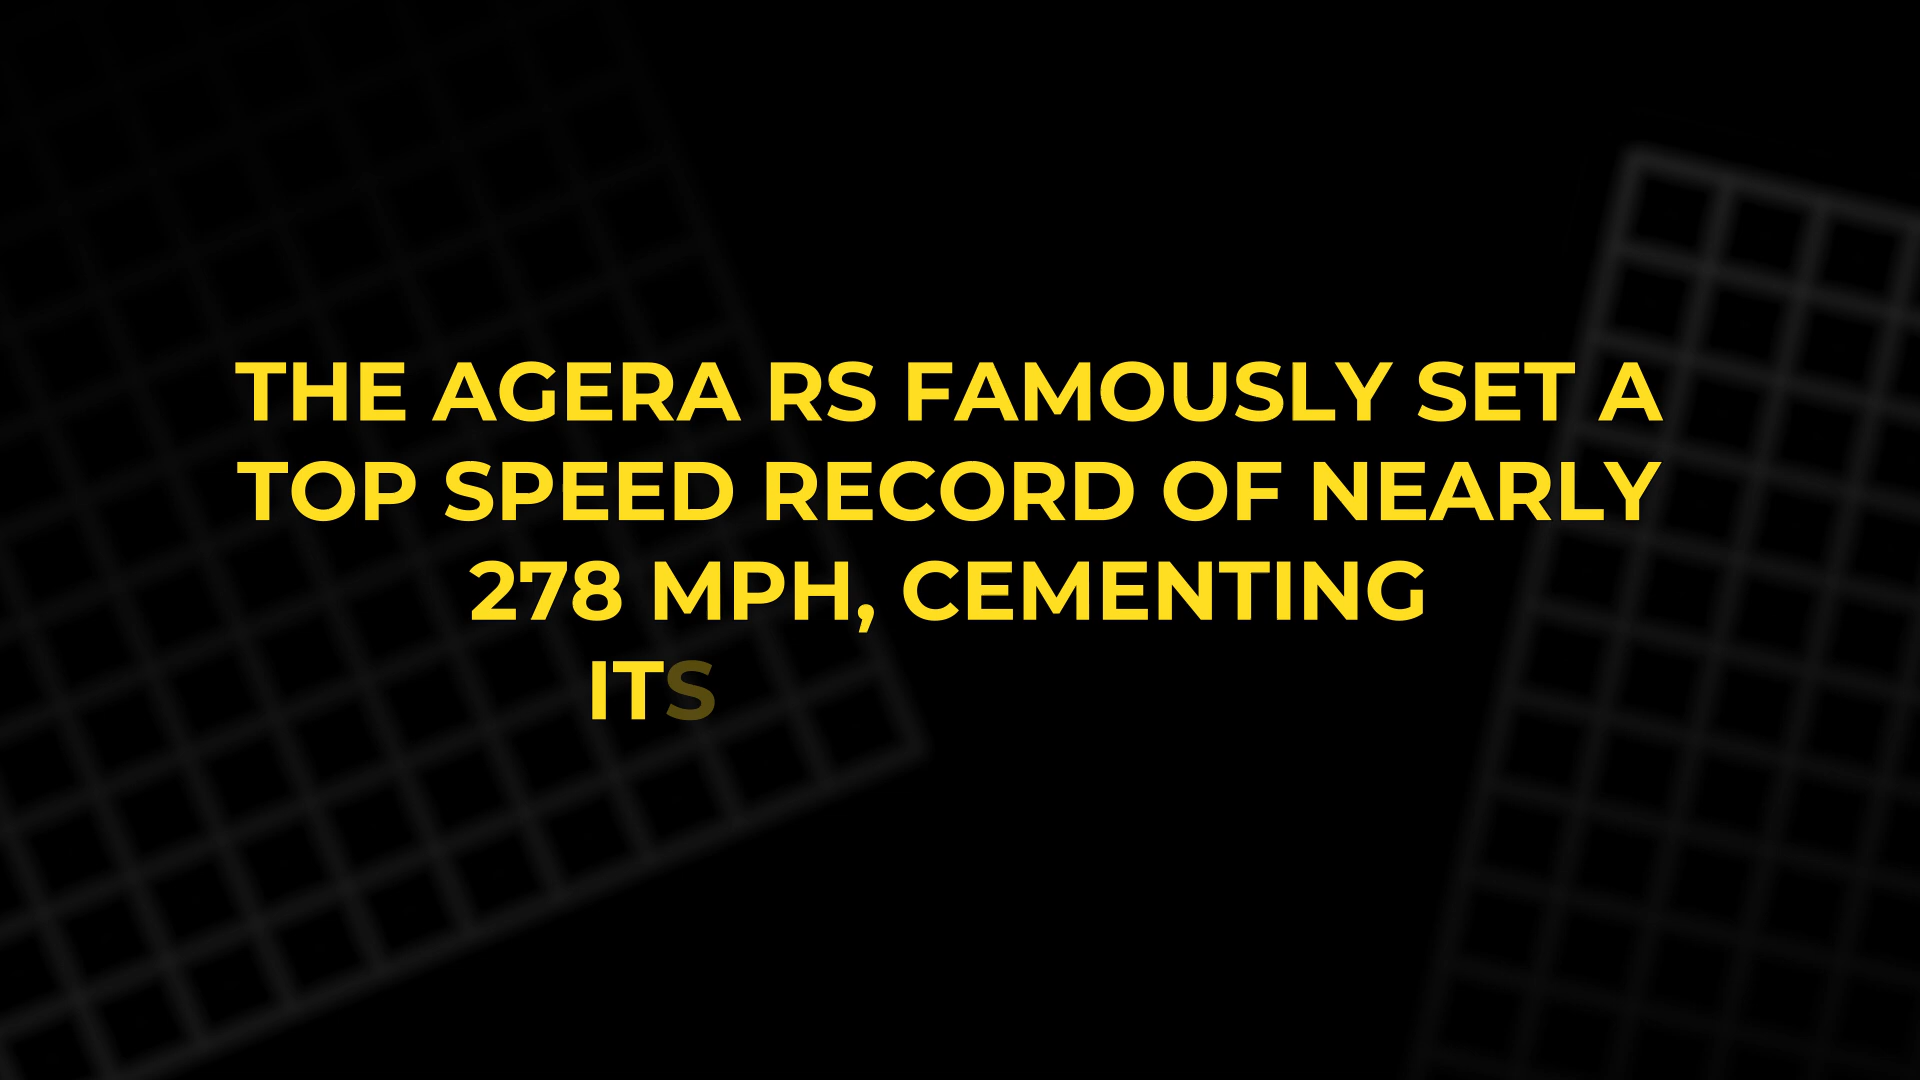 THE AGERA RS FAMOUSLY SET A
TOP SPEED RECORD OF NEARLY
278 MPH, CEMENTING
ITS